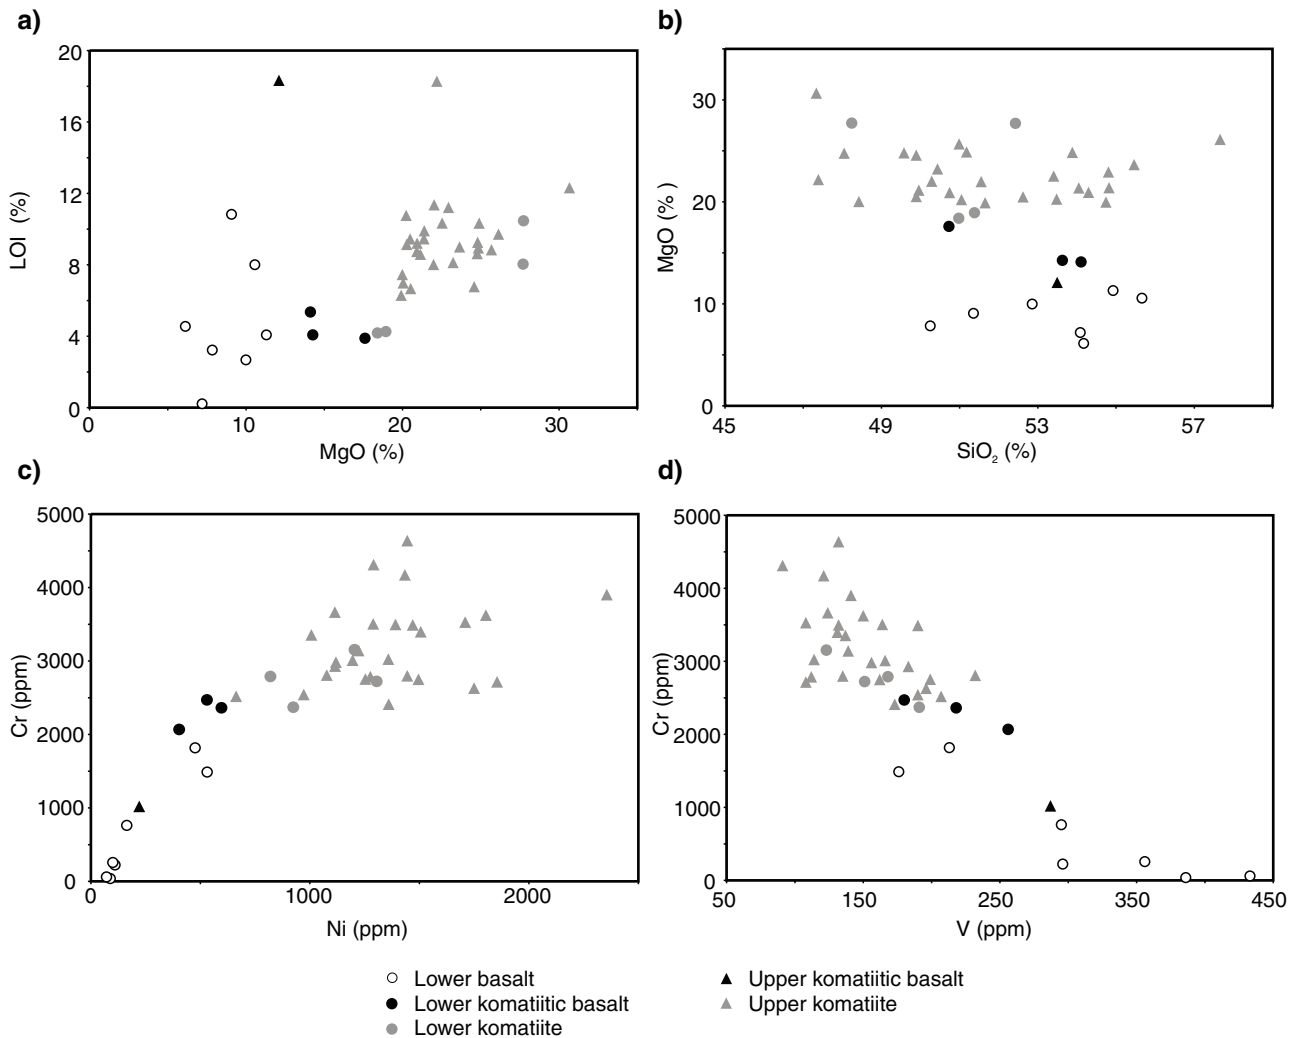 a)
20
16
12
8
4
0
LOI (%)
0 10 20 30
MgO (%)
b)
30
20
10
0
MgO (% )
45 49 53 57
SiO2 (%)
c)
5000
4000
3000
2000
1000
0
Cr (ppm)
0 1000 2000
Ni (ppm)
d)
5000
4000
3000
2000
1000
0
Cr (ppm)
50 150 250 350 450
V (ppm)
Lower basalt
Lower komatiitic basalt
Lower komatiite
Upper komatiitic basalt
Upper komatiite